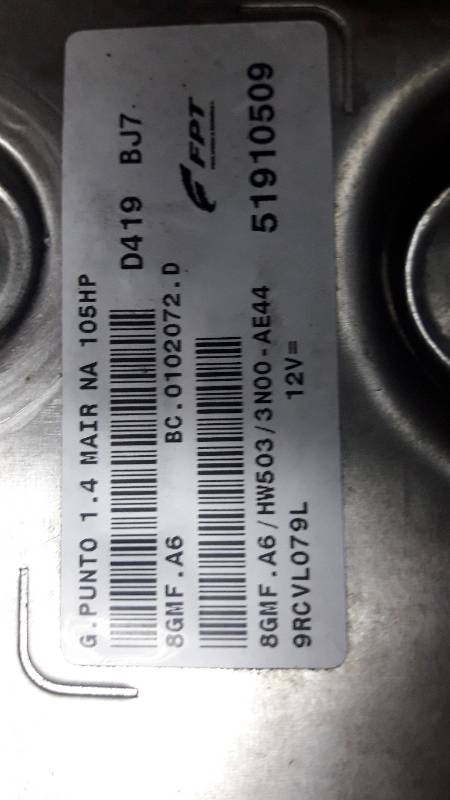 G.PUNTO 1.4 MAIR NA 105HP
D419 BJ7
8GMF.A6 BC.0102072.D
FPT
8GMF.A6/HW503/3N00-AE44 51910509
9RCVL079L 12V=